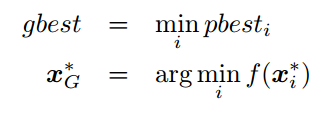 gbest = min_i pbest_i
x*_G = arg min_i f(x*_i)